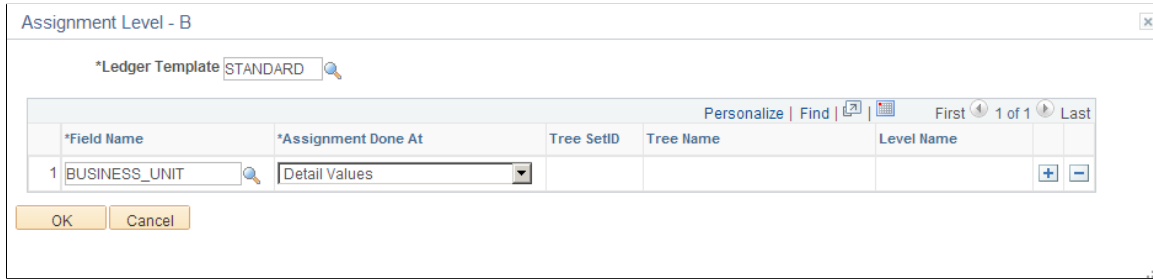 Assignment Level - B
*Ledger Template STANDARD
Personalize | Find | | First 1 of 1 Last
*Field Name *Assignment Done At Tree SetID Tree Name Level Name
1 BUSINESS_UNIT Detail Values
OK Cancel